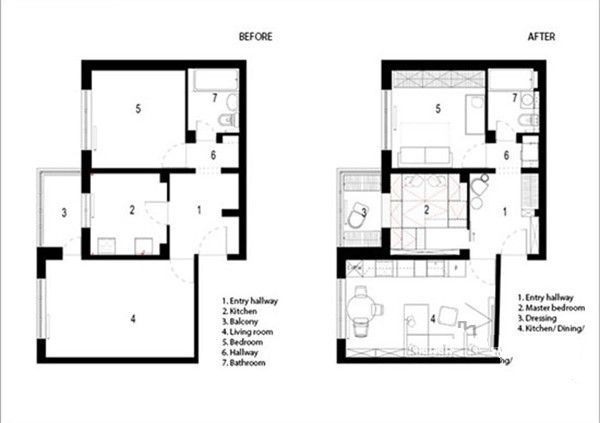 BEFORE
AFTER
5
7
6
3
2
1
4
1. Entry hallway
2. Kitchen
3. Balcony
4. Living room
5. Bedroom
6. Hallway
7. Bathroom
5
7
6
3
2
1
4
1. Entry hallway
2. Master bedroom
3. Dressing
4. Kitchen/ Dining/